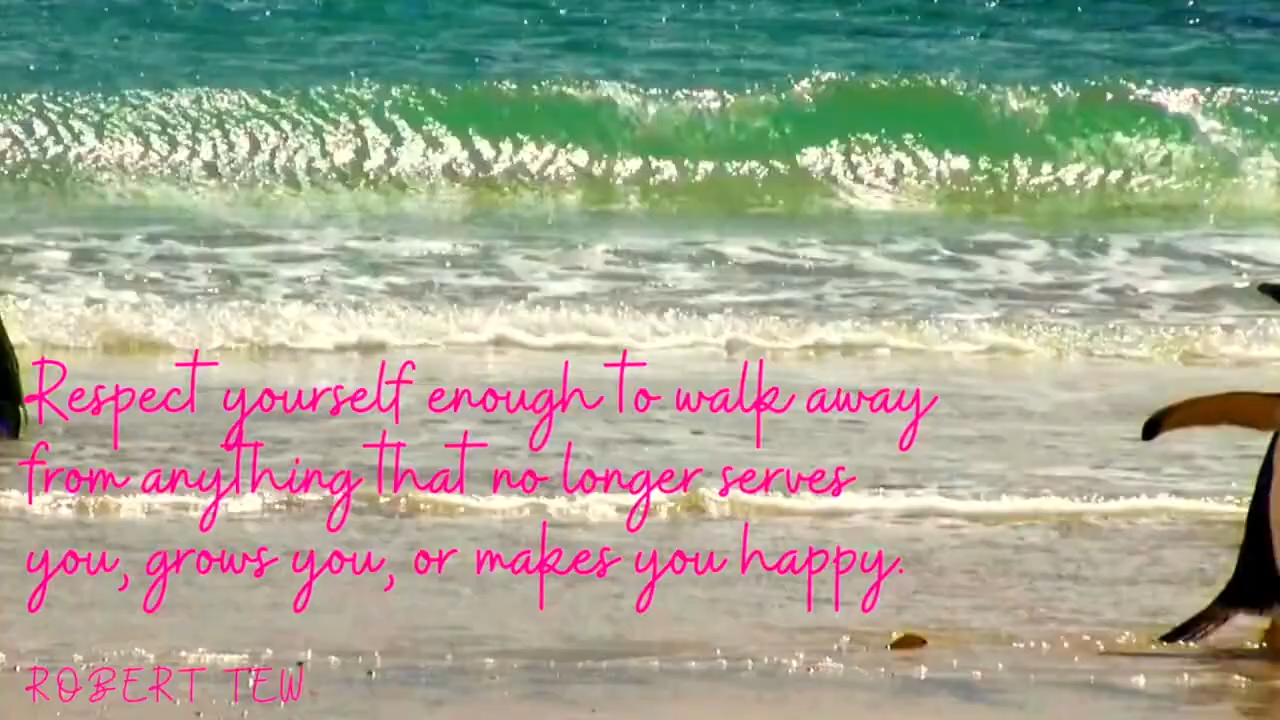 Respect yourself enough to walk away
from anything that no longer serves
you, grows you, or makes you happy.
ROBERT TEW